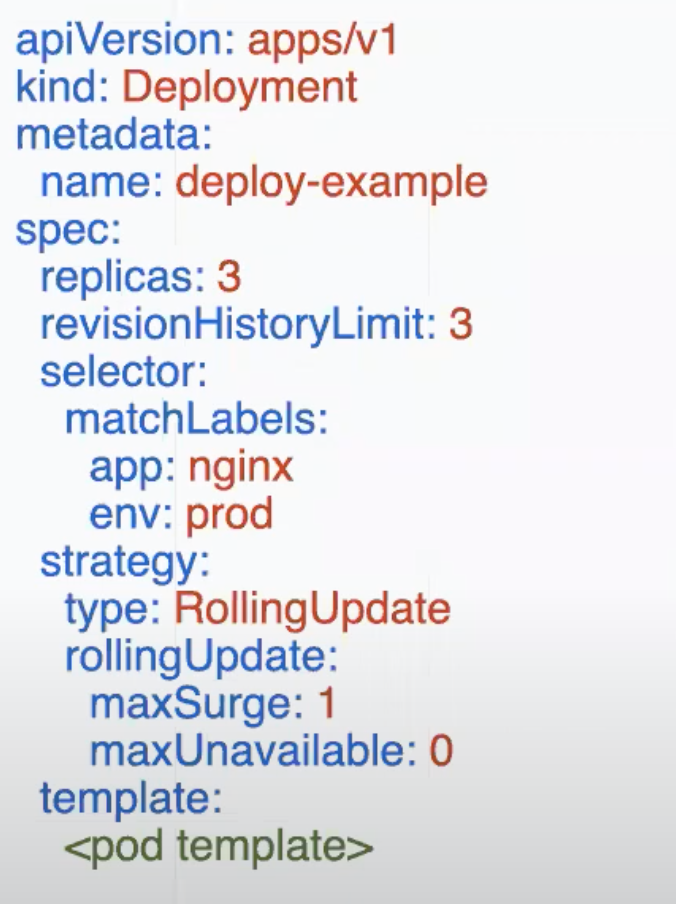 apiVersion: apps/v1
kind: Deployment
metadata:
  name: deploy-example
spec:
  replicas: 3
  revisionHistoryLimit: 3
  selector:
    matchLabels:
      app: nginx
      env: prod
  strategy:
    type: RollingUpdate
    rollingUpdate:
      maxSurge: 1
      maxUnavailable: 0
  template:
    <pod template>